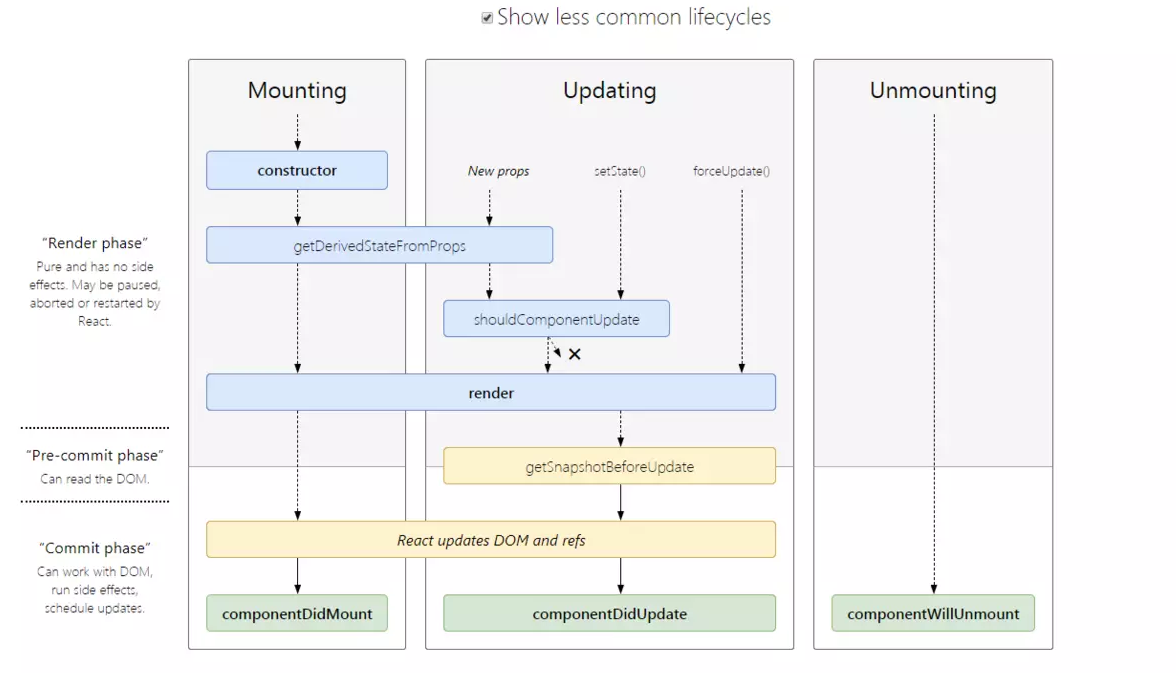 Show less common lifecycles
Mounting
Updating
Unmounting
constructor
New props
setState()
forceUpdate()
"Render phase"
Pure and has no side
effects. May be paused,
aborted or restarted by
React.
getDerivedStateFromProps
shouldComponentUpdate
render
"Pre-commit phase"
Can read the DOM.
getSnapshotBeforeUpdate
"Commit phase"
Can work with DOM,
run side effects,
schedule updates.
React updates DOM and refs
componentDidMount
componentDidUpdate
componentWillUnmount